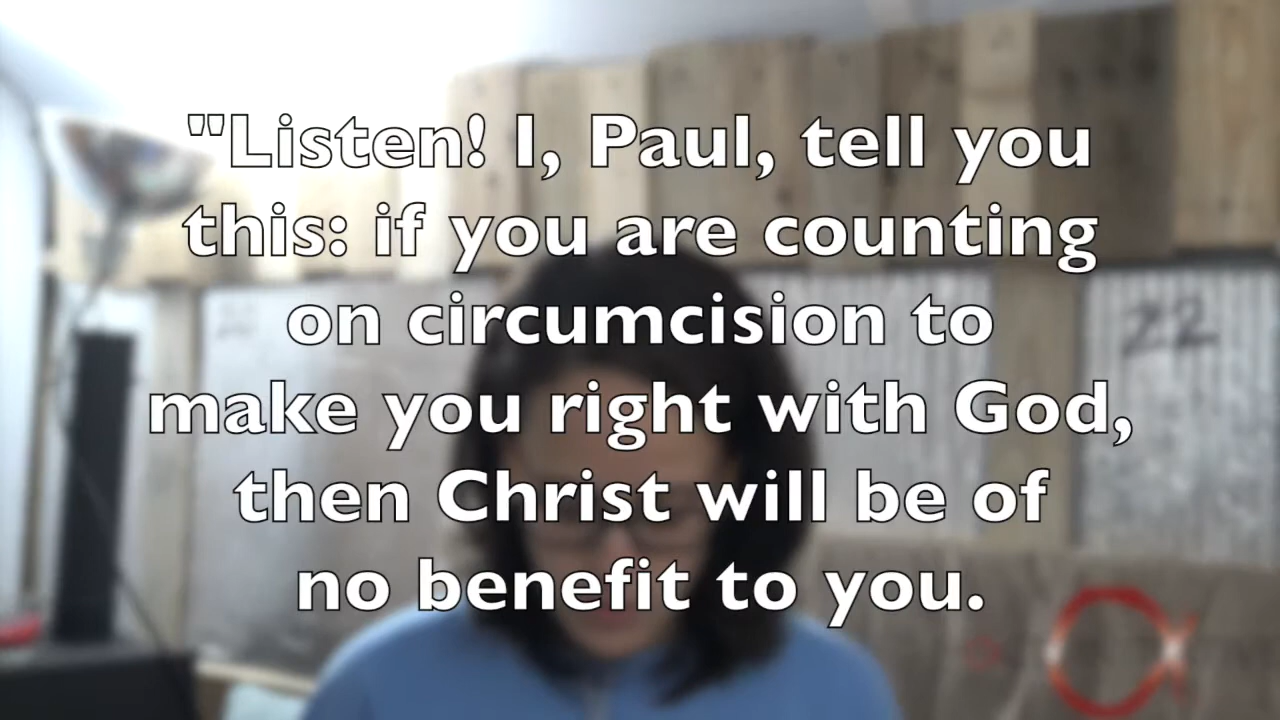 "Listen! I, Paul, tell you
this: if you are counting
on circumcision to
make you right with God,
then Christ will be of
no benefit to you.
22